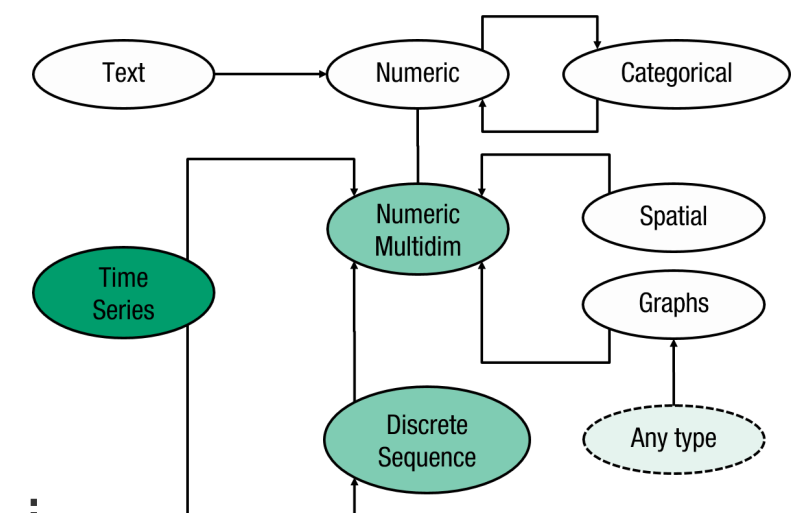 Text
Numeric
Categorical
Numeric
Multidim
Spatial
Time
Series
Graphs
Discrete
Sequence
Any type